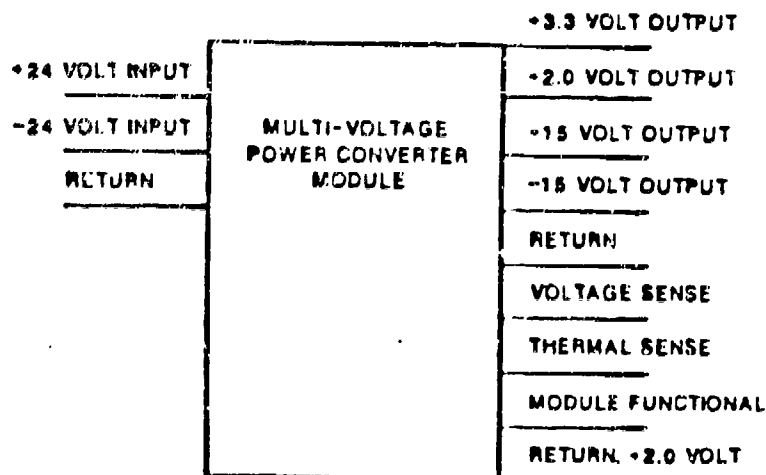 +24 VOLT INPUT
-24 VOLT INPUT
RETURN
MULTI-VOLTAGE
POWER CONVERTER
MODULE
+3.3 VOLT OUTPUT
+2.0 VOLT OUTPUT
+15 VOLT OUTPUT
-15 VOLT OUTPUT
RETURN
VOLTAGE SENSE
THERMAL SENSE
MODULE FUNCTIONAL
RETURN, +2.0 VOLT